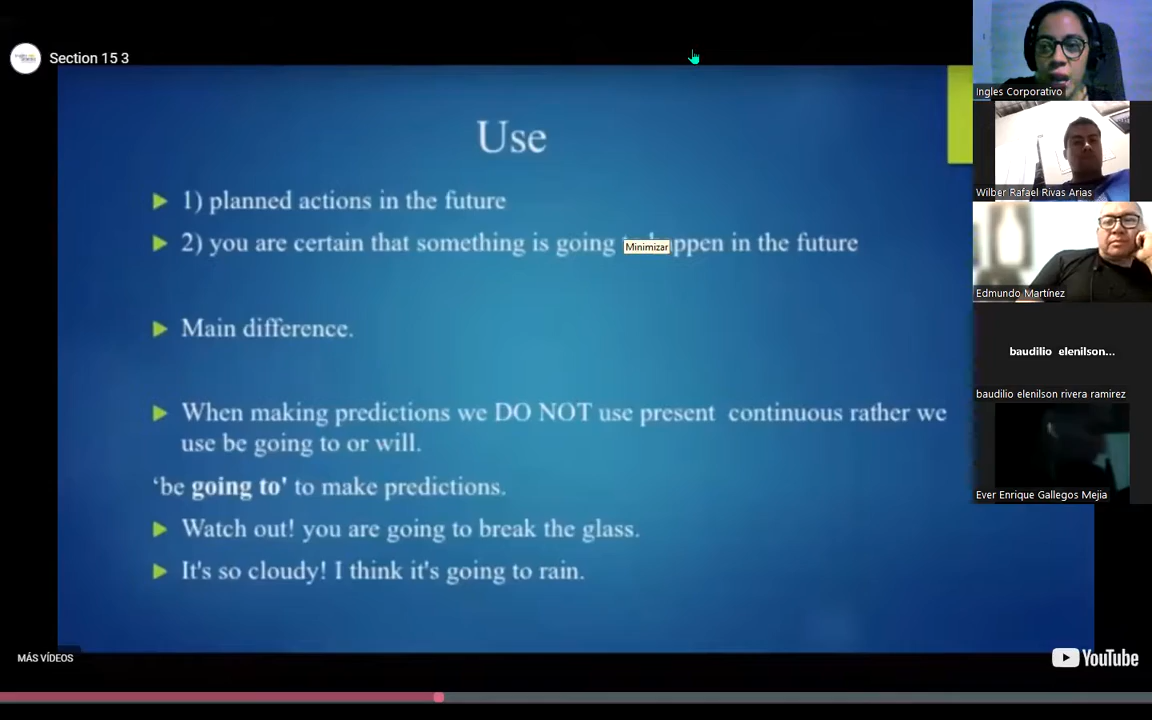 Section 15 3
Use
1) planned actions in the future
2) you are certain that something is going happen in the future
Minimizar
Main difference.
When making predictions we DO NOT use present continuous rather we
use be going to or will.
‘be going to' to make predictions.
Watch out! you are going to break the glass.
It's so cloudy! I think it's going to rain.
MÁS VÍDEOS
YouTube
Ingles Corporativo
Wilber Rafael Rivas Arias
Edmundo Martínez
baudilio elenilson...
baudilio elenilson rivera ramirez
Ever Enrique Gallegos Mejia